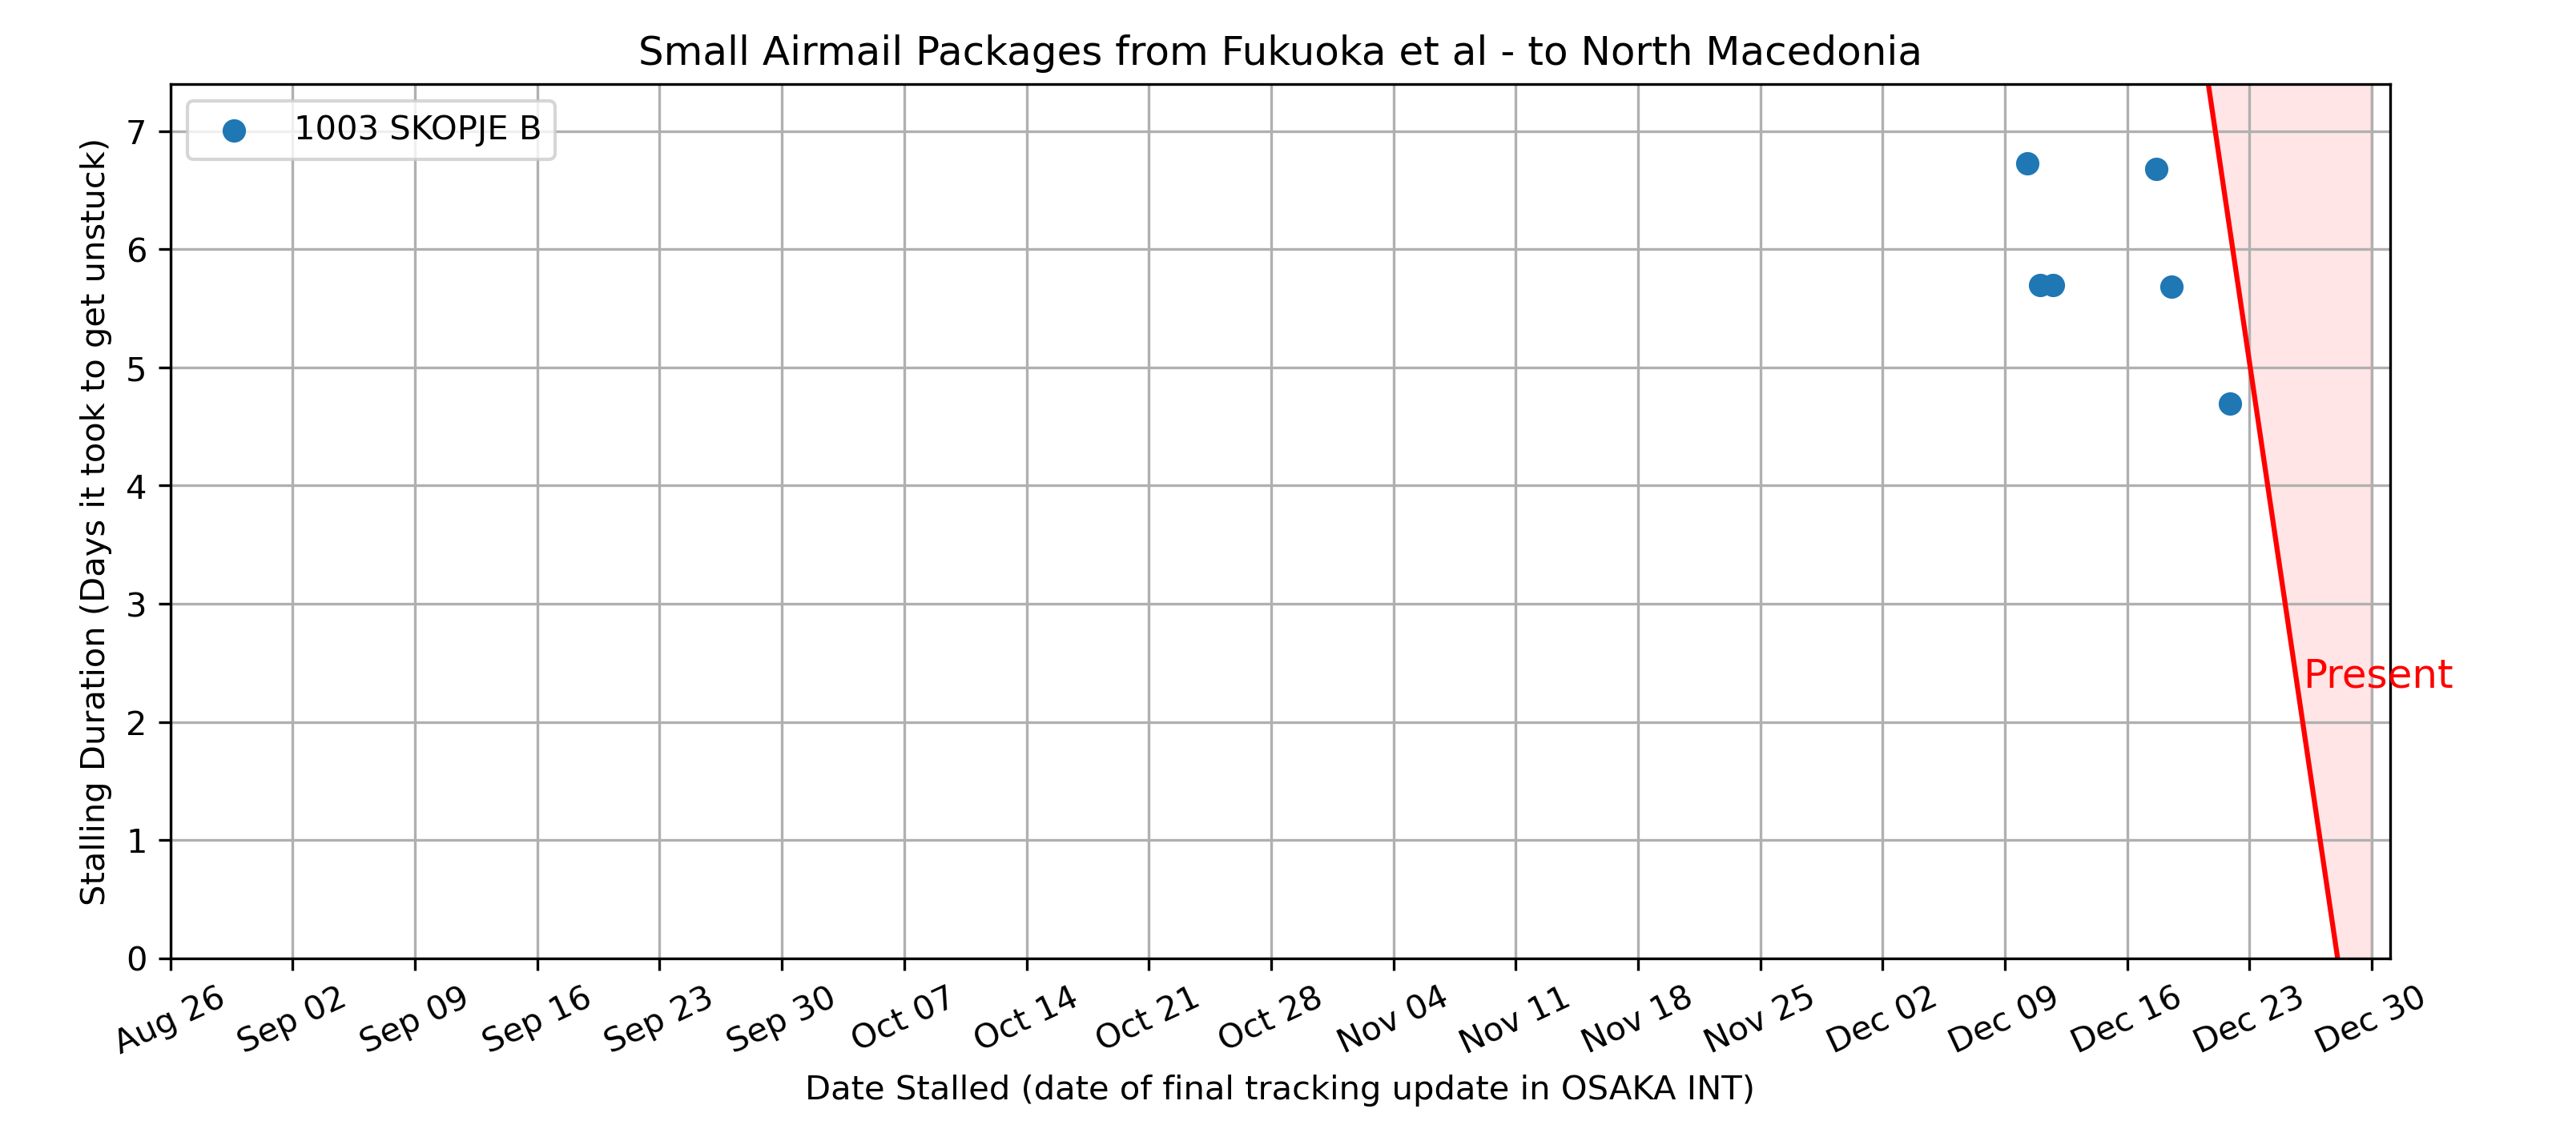 Small Airmail Packages from Fukuoka et al - to North Macedonia
1003 SKOPJE B
Stalling Duration (Days it took to get unstuck)
7
6
5
4
3
2
1
0
Present
Aug 26
Sep 02
Sep 09
Sep 16
Sep 23
Sep 30
Oct 07
Oct 14
Oct 21
Oct 28
Nov 04
Nov 11
Nov 18
Nov 25
Dec 02
Dec 09
Dec 16
Dec 23
Dec 30
Date Stalled (date of final tracking update in OSAKA INT)